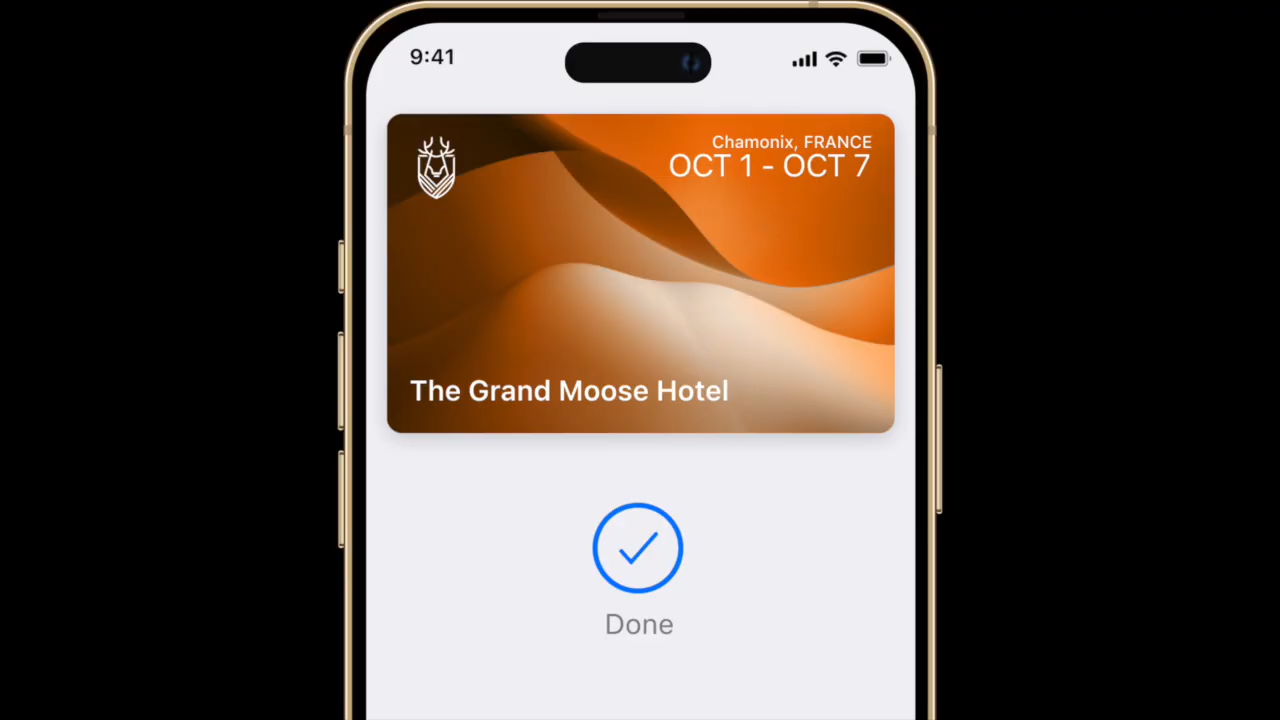 9:41
Chamonix, FRANCE
OCT 1 - OCT 7
The Grand Moose Hotel
Done